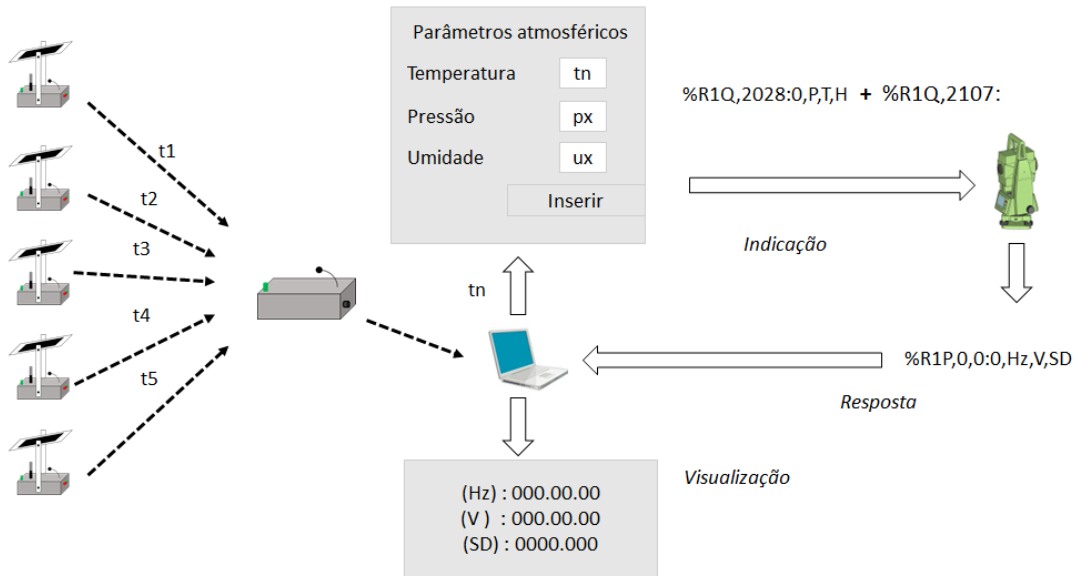 t1
t2
t3
t4
t5
Parâmetros atmosféricos
Temperatura tn
Pressão px
Umidade ux
Inserir
%R1Q,2028:0,P,T,H + %R1Q,2107:
Indicação
tn
%R1P,0,0:0,Hz,V,SD
Resposta
Visualização
(Hz) : 000.00.00
(V ) : 000.00.00
(SD) : 0000.000